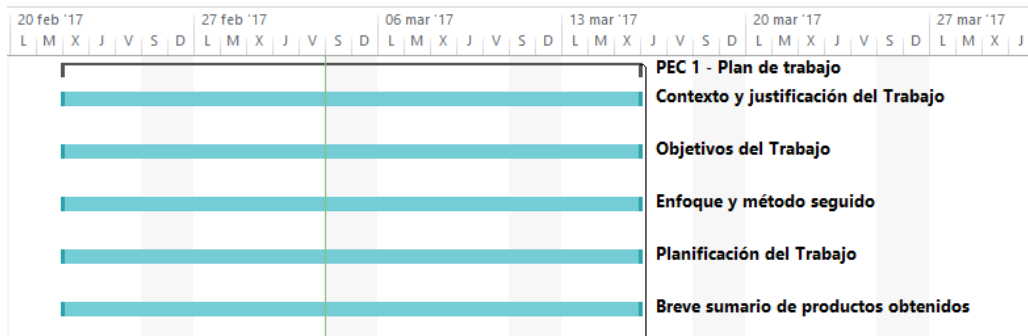 20 feb '17 27 feb '17 06 mar '17 13 mar '17 20 mar '17 27 mar '17
L M X J V S D L M X J V S D L M X J V S D L M X J V S D L M X J V S D L M X J
PEC 1 - Plan de trabajo
Contexto y justificación del Trabajo
Objetivos del Trabajo
Enfoque y método seguido
Planificación del Trabajo
Breve sumario de productos obtenidos